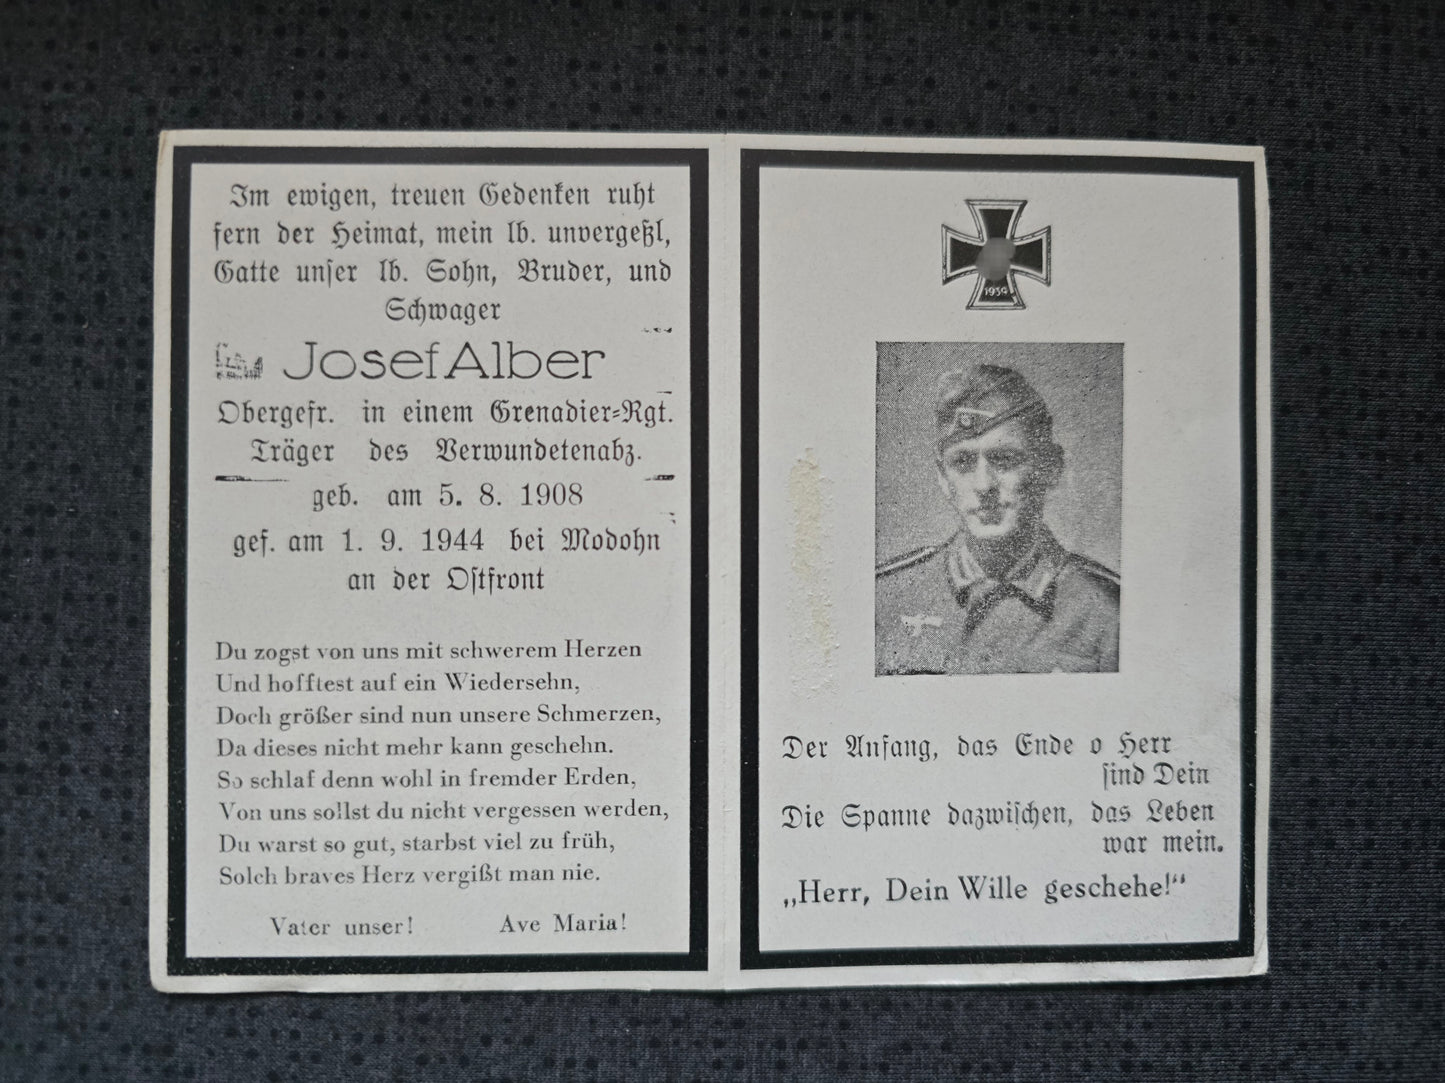 Im ewigen, treuen Gedenken ruht
fern der Heimat, mein lb. unvergeßl,
Gatte unser lb. Sohn, Bruder, und
Schwager
Josef Alber
Obergefr. in einem Grenadier-Rgt.
Träger des Verwundetenabz.
geb. am 5. 8. 1908
gef. am 1. 9. 1944 bei Modohn
an der Ostfront
Du zogst von uns mit schwerem Herzen
Und hofftest auf ein Wiedersehn,
Doch größer sind nun unsere Schmerzen,
Da dieses nicht mehr kann geschehn.
So schlaf denn wohl in fremder Erden,
Von uns sollst du nicht vergessen werden,
Du warst so gut, starbst viel zu früh,
Solch braves Herz vergißt man nie.
Vater unser! Ave Maria!
1939
Der Anfang, das Ende o Herr
sind Dein
Die Spanne dazwischen, das Leben
war mein.
„Herr, Dein Wille geschehe!“